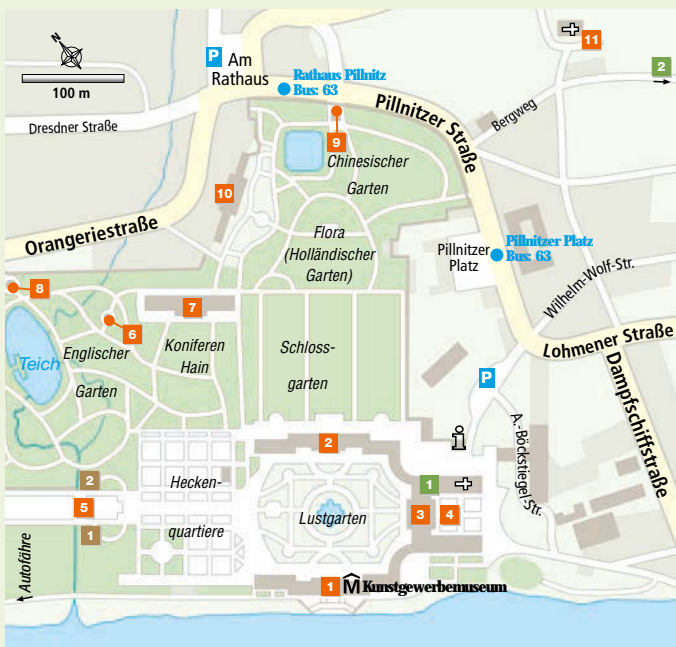 N
100 m
P
Am
Rathaus
Rathaus Pillnitz
Bus: 63
11
2
Dresdner Straße
Pillnitzer Straße
Bergweg
9
Chinesischer
Garten
10
Orangeriestraße
Flora
(Holländischer
Garten)
Pillnitzer
Platz
Pillnitzer Platz
Bus: 63
Wilhelm-Wolf-Str.
8
7
6
Teich
Englischer
Garten
Koniferen
Hain
Schloss-
garten
Lohmener Straße
Dampfschiffstraße
P
A.-Böckstiegel-Str.
2
i
2
5
1
Hecken-
quartiere
Lustgarten
1
3
4
Autofähre
1
M Kunstgewerbemuseum